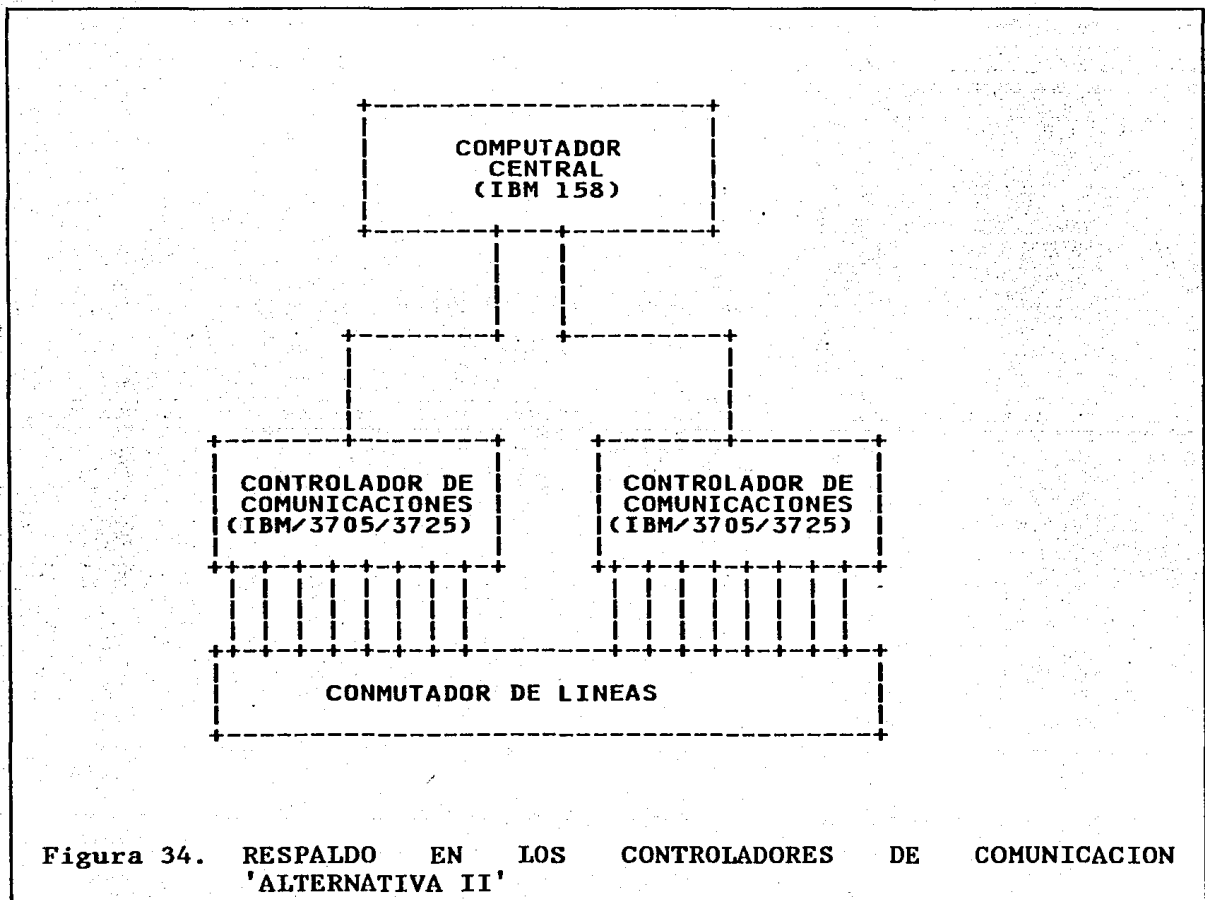 COMPUTADOR
CENTRAL
(IBM 158)
CONTROLADOR DE
COMUNICACIONES
(IBM/3705/3725)
CONTROLADOR DE
COMUNICACIONES
(IBM/3705/3725)
CONMUTADOR DE LINEAS
Figura 34. RESPALDO EN LOS CONTROLADORES DE COMUNICACION
'ALTERNATIVA II'